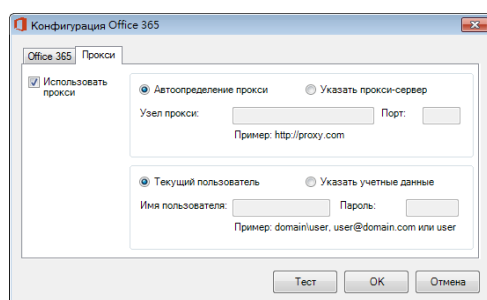 Конфигурация Office 365
Office 365 Прокси
Использовать прокси
Автоопределение прокси Указать прокси-сервер
Узел прокси: Порт:
Пример: http://proxy.com
Текущий пользователь Указать учетные данные
Имя пользователя: Пароль:
Пример: domain\user, user@domain.com или user
Тест OK Отмена